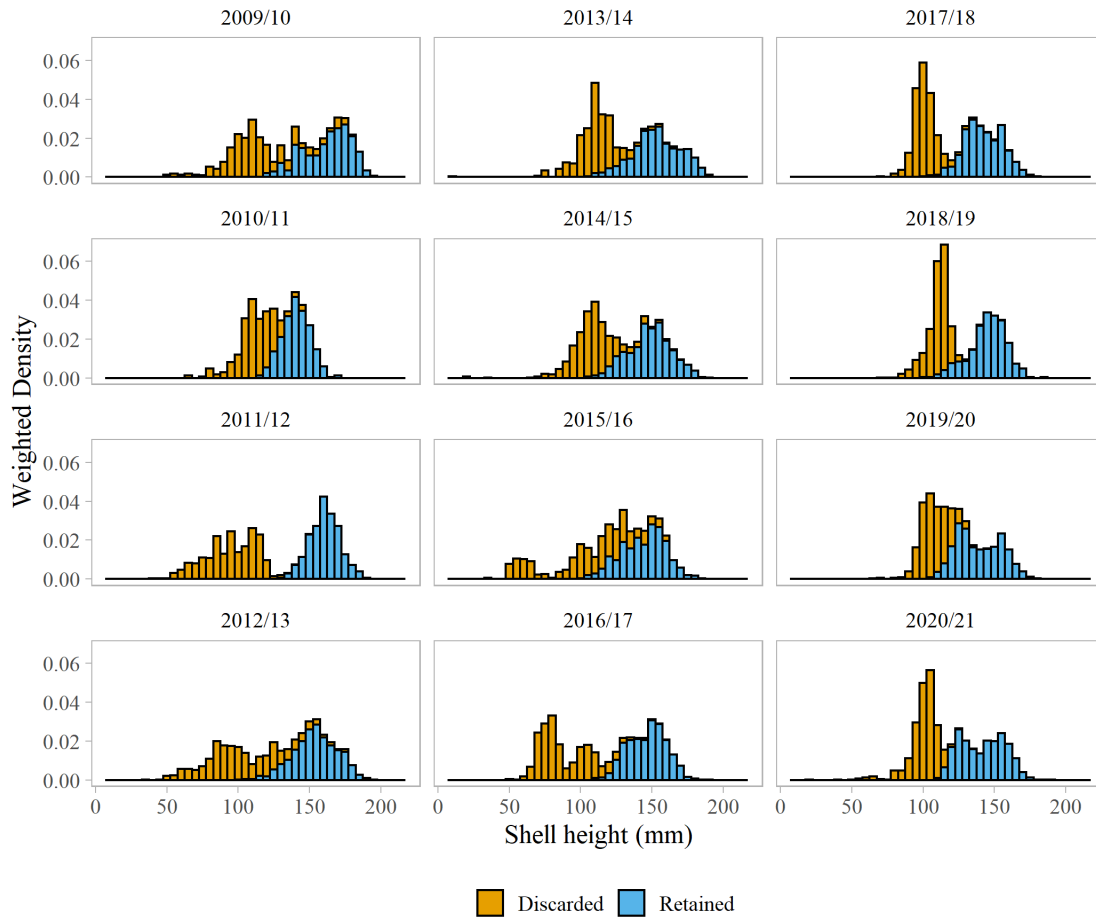 2009/10 2013/14 2017/18
0.06
0.04
0.02
0.00
2010/11 2014/15 2018/19
0.06
0.04
0.02
0.00
Weighted Density
2011/12 2015/16 2019/20
0.06
0.04
0.02
0.00
2012/13 2016/17 2020/21
0.06
0.04
0.02
0.00
0 50 100 150 200 0 50 100 150 200 0 50 100 150 200
Shell height (mm)
Discarded Retained